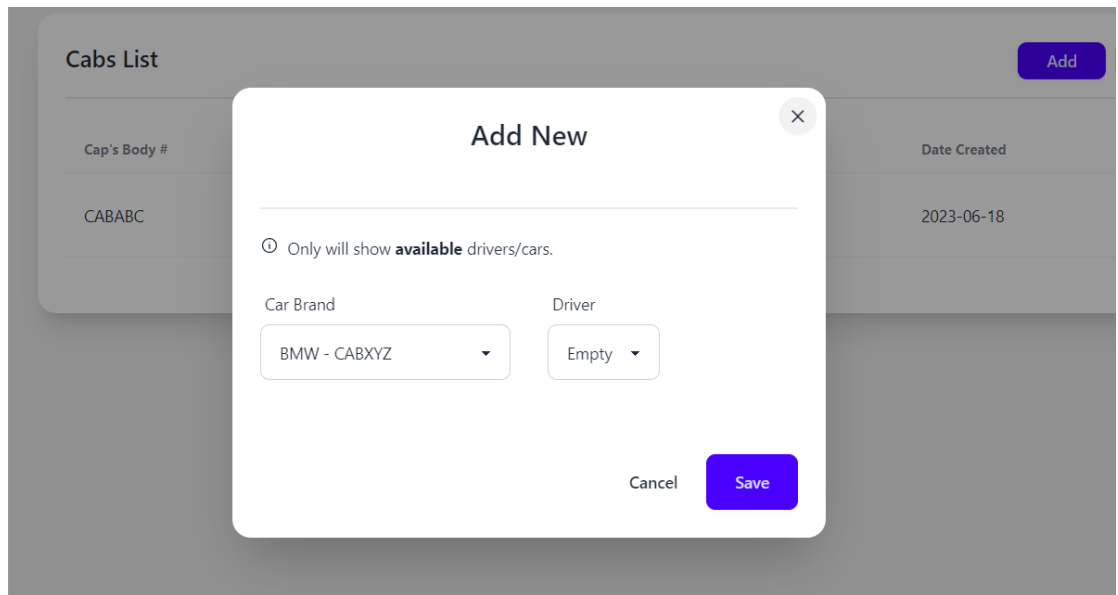 Cabs List
Add
Add New
Cap's Body #
Date Created
CABABC
2023-06-18
Only will show available drivers/cars.
Car Brand
Driver
BMW - CABXYZ
Empty
Cancel
Save